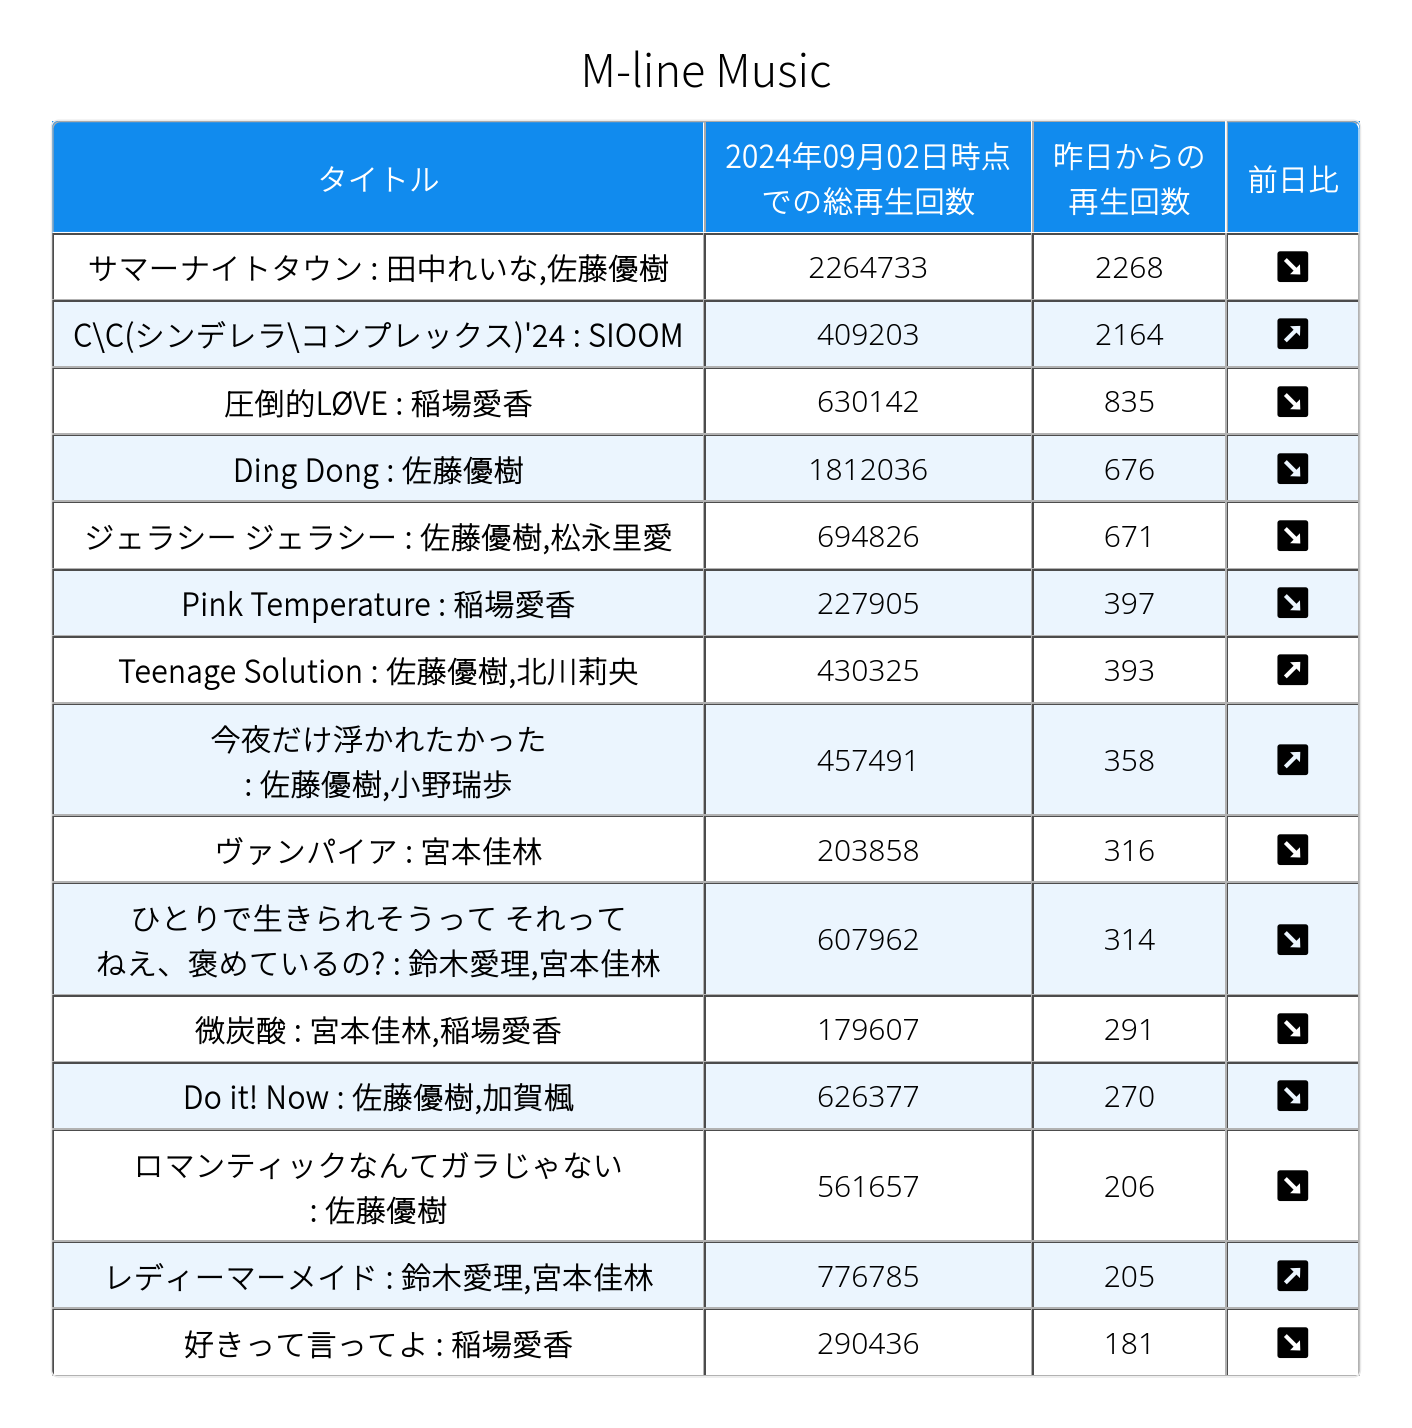 M-line Music
タイトル
2024年09月02日時点
での総再生回数
昨日からの
再生回数
前日比
サマーナイトタウン : 田中れいな,佐藤優樹 2264733 2268
C\C(シンデレラ\コンプレックス)'24 : SIOOM 409203 2164
圧倒的LØVE : 稲場愛香 630142 835
Ding Dong : 佐藤優樹 1812036 676
ジェラシー ジェラシー : 佐藤優樹,松永里愛 694826 671
Pink Temperature : 稲場愛香 227905 397
Teenage Solution : 佐藤優樹,北川莉央 430325 393
今夜だけ浮かれたかった
: 佐藤優樹,小野瑞歩 457491 358
ヴァンパイア : 宮本佳林 203858 316
ひとりで生きられそうって それって
ねえ、褒めているの? : 鈴木愛理,宮本佳林 607962 314
微炭酸 : 宮本佳林,稲場愛香 179607 291
Do it! Now : 佐藤優樹,加賀楓 626377 270
ロマンティックなんてガラじゃない
: 佐藤優樹 561657 206
レディーマーメイド : 鈴木愛理,宮本佳林 776785 205
好きって言ってよ : 稲場愛香 290436 181